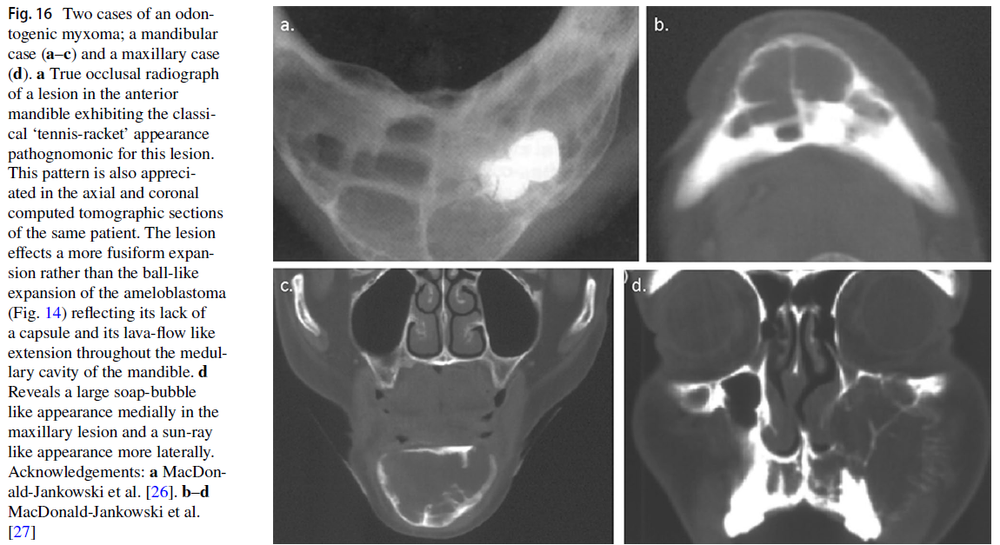 Fig. 16 Two cases of an odon-
togenic myxoma; a mandibular
case (a–c) and a maxillary case
(d). a True occlusal radiograph
of a lesion in the anterior
mandible exhibiting the classi-
cal ‘tennis-racket’ appearance
pathognomonic for this lesion.
This pattern is also appreci-
ated in the axial and coronal
computed tomographic sections
of the same patient. The lesion
effects a more fusiform expan-
sion rather than the ball-like
expansion of the ameloblastoma
(Fig. 14) reflecting its lack of
a capsule and its lava-flow like
extension throughout the medul-
lary cavity of the mandible. d
Reveals a large soap-bubble
like appearance medially in the
maxillary lesion and a sun-ray
like appearance more laterally.
Acknowledgements: a MacDon-
ald-Jankowski et al. [26]. b–d
MacDonald-Jankowski et al.
[27]
a.
b.
c.
d.